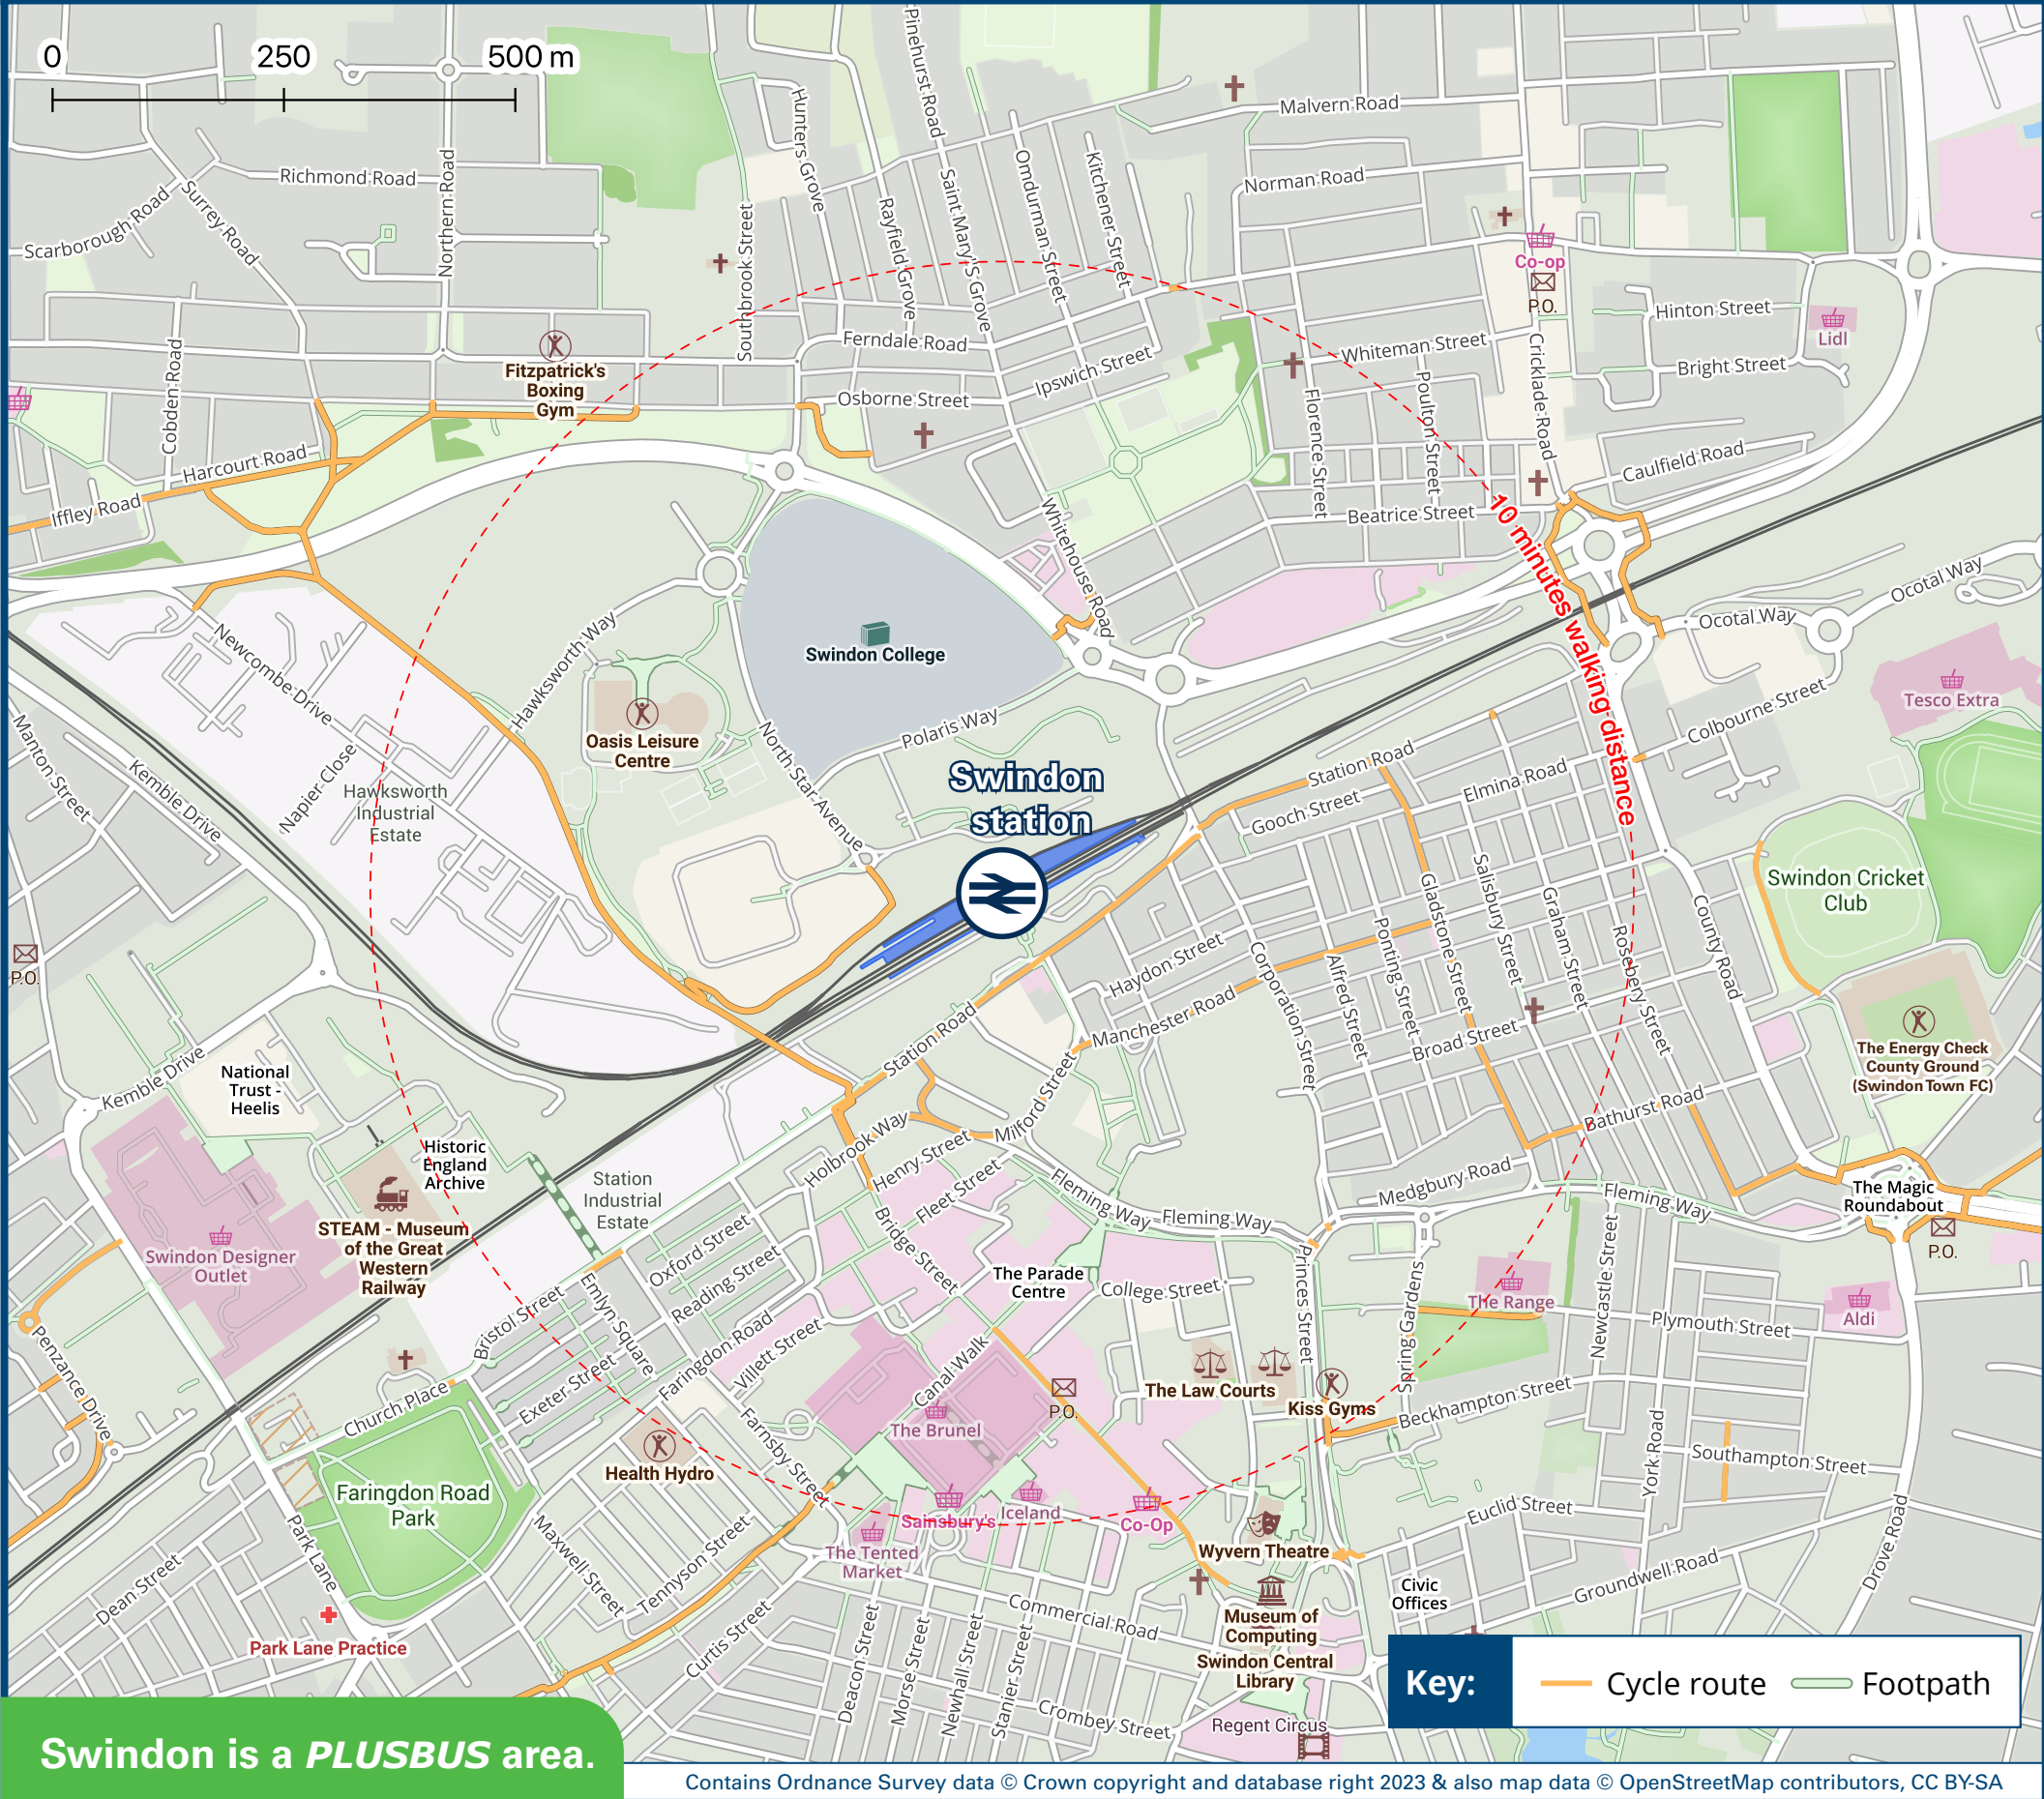 0 250 500 m
Pinehurst Road
Hunters Grove
Malvern Road
Richmond Road
Northern Road
Scarborough Road
Surrey Road
Southbrook Street
Rayfield Grove
Saint Mary'S Grove
Omdurman Street
Kitchener Street
Norman Road
Co-op
P.O.
Hinton Street
Lidl
Bright Street
Cricklade Road
Whiteman Street
Poulton Street
Florence Street
Ferndale Road
Ipswich Street
Osborne Street
Fitzpatrick's
Boxing
Gym
Cobden Road
Harcourt Road
Iffley Road
Caulfield Road
Beatrice Street
Whitehouse Road
10 minutes walking distance
Ocotal Way
Ocotal Way
Colbourne Street
Tesco Extra
Swindon College
Hawksworth Way
Newcombe Drive
Napier Close
Hawksworth
Industrial
Estate
Oasis Leisure
Centre
Polaris Way
North Star Avenue
Swindon
station
Manton Street
Kemble Drive
Station Road
Gooch Street
Elmina Road
Swindon Cricket
Club
County Road
Gladstone Street
Salisbury Street
Graham Street
Rosebery Street
Ponting Street
Alfred Street
Corporation Street
Haydon Street
Manchester Road
Broad Street
Bathurst Road
The Energy Check
County Ground
(Swindon Town FC)
P.O.
Kemble Drive
National
Trust -
Heelis
Historic
England
Archive
STEAM - Museum
of the Great
Western
Railway
Station
Industrial
Estate
Station Road
Holbrook Way
Milford Street
Henry Street
Fleet Street
Bridge Street
Fleming Way
Fleming Way
Medgbury Road
Fleming Way
The Magic
Roundabout
P.O.
Swindon Designer
Outlet
Penzance Drive
Bristol Street
Emlyn Square
Oxford Street
Reading Street
Faringdon Road
Exeter Street
Church Place
Villett Street
The Parade
Centre
College Street
Princes Street
Spring Gardens
The Range
Newcastle Street
Plymouth Street
Aldi
Canal Walk
The Brunel
P.O.
The Law Courts
Kiss Gyms
Beckhampton Street
York Road
Southampton Street
Faringdon Road
Park
Health Hydro
Farnsby Street
Sainsbury's
Iceland
Co-Op
The Tented
Market
Wyvern Theatre
Euclid Street
Groundwell Road
Drove Road
Civic
Offices
Park Lane
Dean Street
Maxwell Street
Tennyson Street
Curtis Street
Park Lane Practice
Deacon Street
Morse Street
Newhall Street
Stanier Street
Commercial Road
Crombey Street
Museum of
Computing
Swindon Central
Library
Regent Circus
Key: Cycle route Footpath
Swindon is a PLUSBUS area.
Contains Ordnance Survey data © Crown copyright and database right 2023 & also map data © OpenStreetMap contributors, CC BY-SA